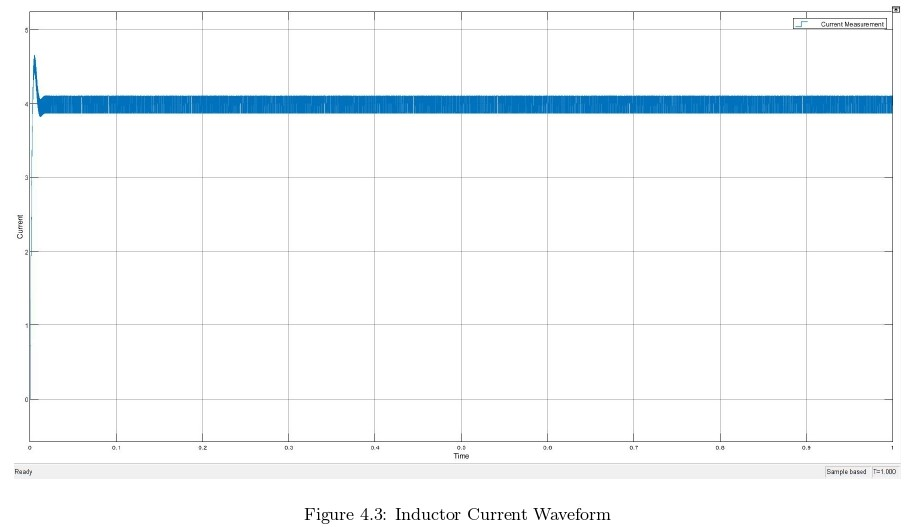 Current Measurement
5
4
3
2
1
0
Current
0 0.1 0.2 0.3 0.4 0.5 0.6 0.7 0.8 0.9 1
Time
Ready
Sample based T=1.000
Figure 4.3: Inductor Current Waveform